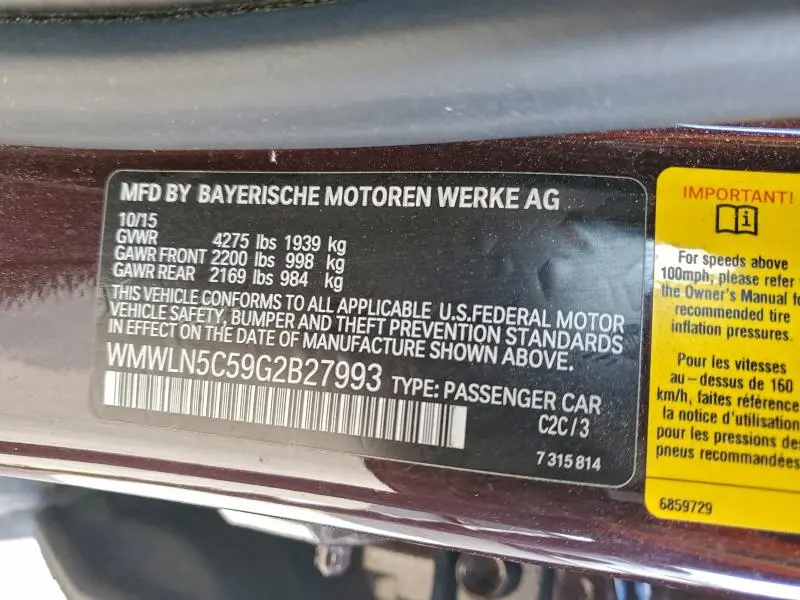 MFD BY BAYERISCHE MOTOREN WERKE AG
10/15
GVWR 4275 lbs 1939 kg
GAWR FRONT 2200 lbs 998 kg
GAWR REAR 2169 lbs 984 kg
THIS VEHICLE CONFORMS TO ALL APPLICABLE U.S.FEDERAL MOTOR
VEHICLE SAFETY, BUMPER AND THEFT PREVENTION STANDARDS
IN EFFECT ON THE DATE OF MANUFACTURE SHOWN ABOVE.
WMWLN5C59G2B27993 TYPE: PASSENGER CAR
C2C / 3
7 315 814
IMPORTANT!
i
For speeds above
100mph, please refer
the Owner's Manual
recommended tire
inflation pressures.
Pour les vitesses
au-dessus de 160
km/h, faites référence
la notice d'utilisation
pour les pressions de
pneus recommandées
6859729